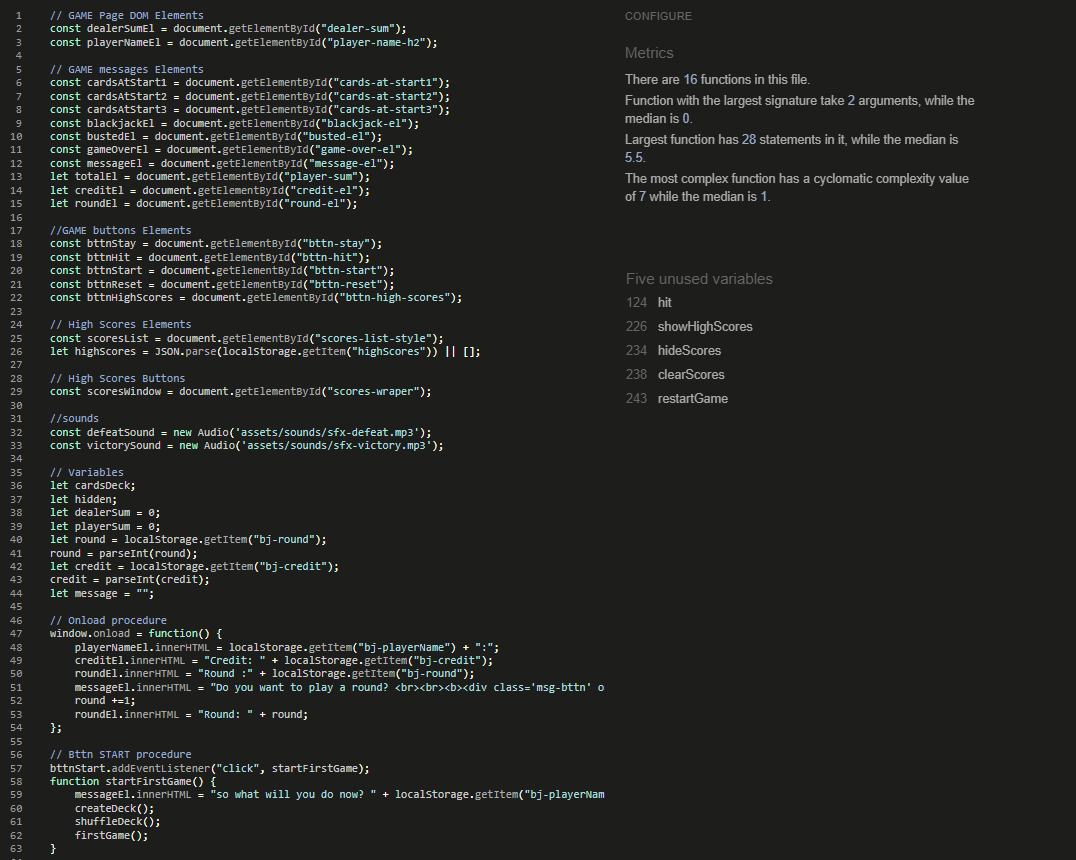 1 // GAME Page DOM Elements
2 const dealerSumEl = document.getElementById("dealer-sum");
3 const playerNameEl = document.getElementById("player-name-h2");
4
5 // GAME messages Elements
6 const cardsAtStart1 = document.getElementById("cards-at-start1");
7 const cardsAtStart2 = document.getElementById("cards-at-start2");
8 const cardsAtStart3 = document.getElementById("cards-at-start3");
9 const blackjackEl = document.getElementById("blackjack-el");
10 const bustedEl = document.getElementById("busted-el");
11 const gameOverEl = document.getElementById("game-over-el");
12 const messageEl = document.getElementById("message-el");
13 let totalEl = document.getElementById("player-sum");
14 let creditEl = document.getElementById("credit-el");
15 let roundEl = document.getElementById("round-el");
16
17 //GAME buttons Elements
18 const bttnStay = document.getElementById("bttn-stay");
19 const bttnHit = document.getElementById("bttn-hit");
20 const bttnStart = document.getElementById("bttn-start");
21 const bttnReset = document.getElementById("bttn-reset");
22 const bttnHighScores = document.getElementById("bttn-high-scores");
23
24 // High Scores Elements
25 const scoresList = document.getElementById("scores-list-style");
26 let highScores = JSON.parse(localStorage.getItem("highScores")) || [];
27
28 // High Scores Buttons
29 const scoresWindow = document.getElementById("scores-wraper");
30
31 //sounds
32 const defeatSound = new Audio('assets/sounds/sfx-defeat.mp3');
33 const victorySound = new Audio('assets/sounds/sfx-victory.mp3');
34
35 // Variables
36 let cardsDeck;
37 let hidden;
38 let dealerSum = 0;
39 let playerSum = 0;
40 let round = localStorage.getItem("bj-round");
41 round = parseInt(round);
42 let credit = localStorage.getItem("bj-credit");
43 credit = parseInt(credit);
44 let message = "";
45
46 // Onload procedure
47 window.onload = function() {
48 playerNameEl.innerHTML = localStorage.getItem("bj-playerName") + ":";
49 creditEl.innerHTML = "Credit: " + localStorage.getItem("bj-credit");
50 roundEl.innerHTML = "Round :" + localStorage.getItem("bj-round");
51 messageEl.innerHTML = "Do you want to play a round? <br><br><b><div class='msg-bttn' o
52 round +=1;
53 roundEl.innerHTML = "Round: " + round;
54 };
55
56 // Bttn START procedure
57 bttnStart.addEventListener("click", startFirstGame);
58 function startFirstGame() {
59 messageEl.innerHTML = "so what will you do now? " + localStorage.getItem("bj-playerNam
60 createDeck();
61 shuffleDeck();
62 firstGame();
63 }
CONFIGURE
Metrics
There are 16 functions in this file.
Function with the largest signature take 2 arguments, while the
median is 0.
Largest function has 28 statements in it, while the median is
5.5.
The most complex function has a cyclomatic complexity value
of 7 while the median is 1.
Five unused variables
124 hit
226 showHighScores
234 hideScores
238 clearScores
243 restartGame